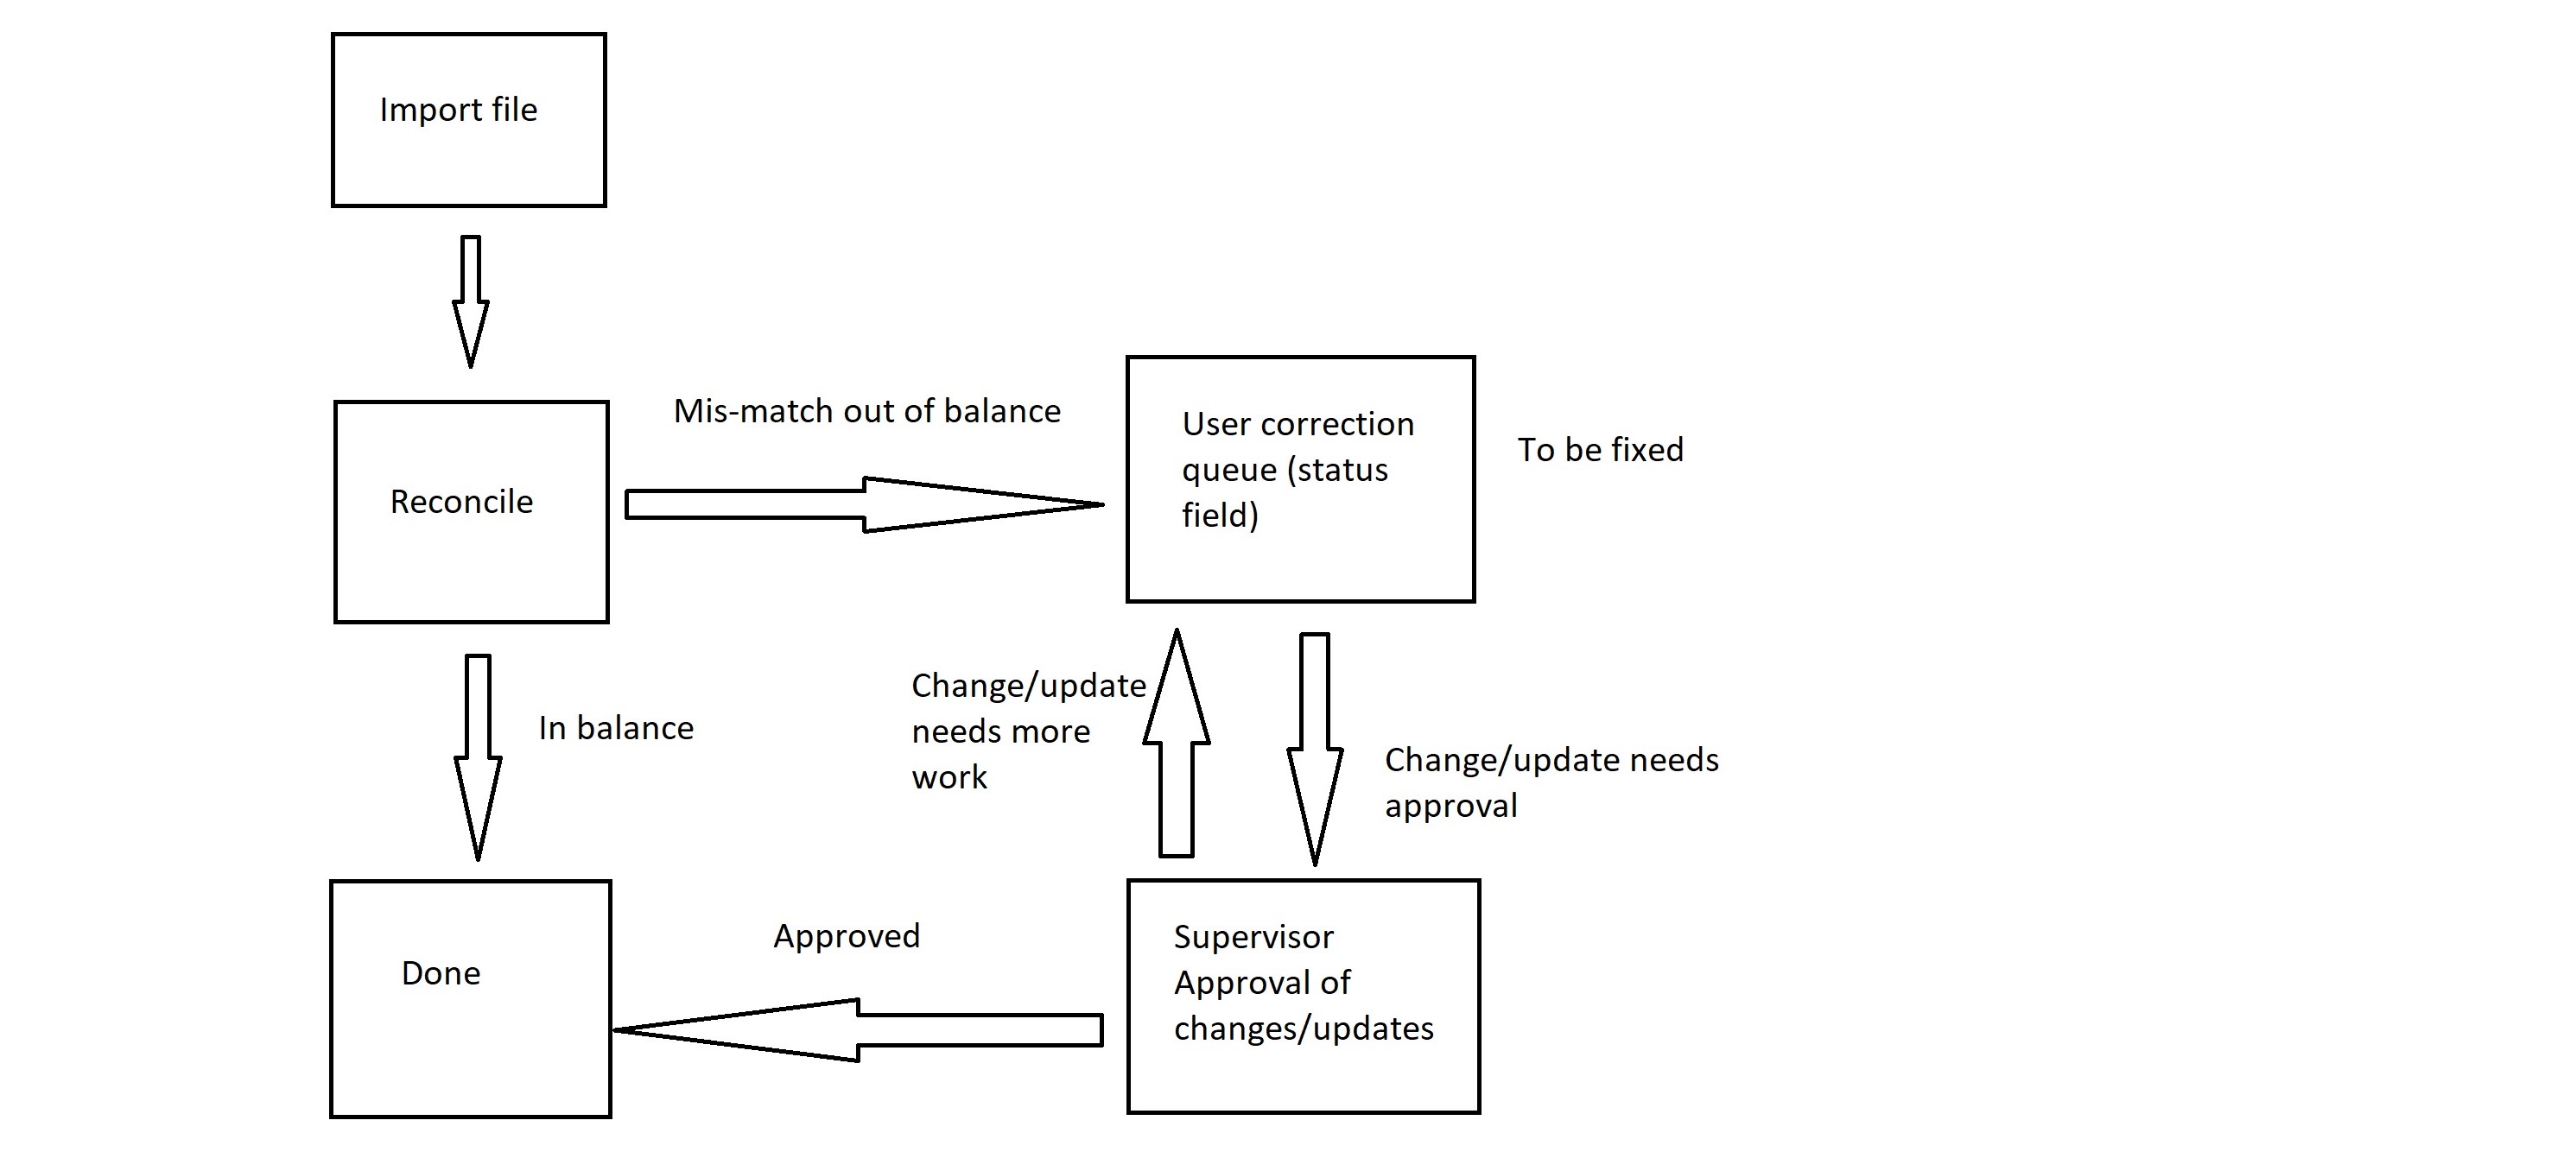 Import file
Mis-match out of balance
Reconcile
User correction
queue (status
field)
To be fixed
In balance
Change/update
needs more
work
Change/update needs
approval
Done
Approved
Supervisor
Approval of
changes/updates